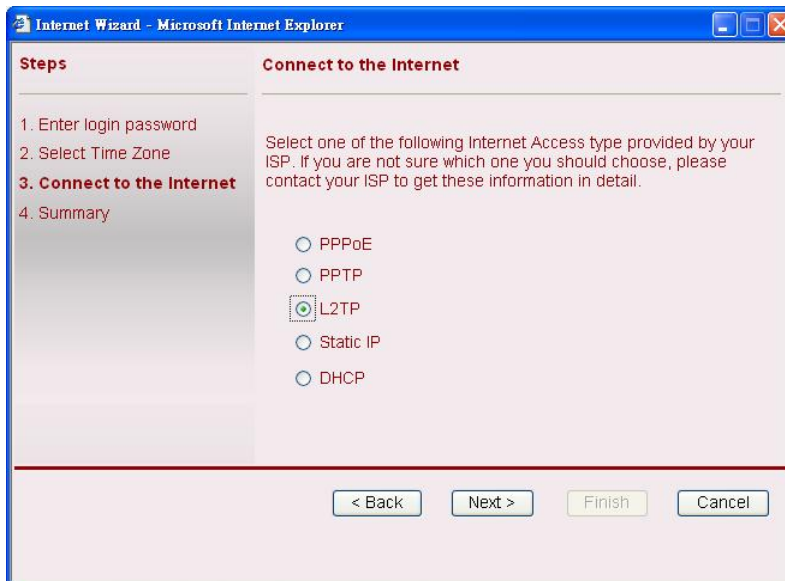 Internet Wizard - Microsoft Internet Explorer
Steps
1. Enter login password
2. Select Time Zone
3. Connect to the Internet
4. Summary
Connect to the Internet
Select one of the following Internet Access type provided by your
ISP. If you are not sure which one you should choose, please
contact your ISP to get these information in detail.
PPPoE
PPTP
L2TP
Static IP
DHCP
< Back
Next >
Finish
Cancel